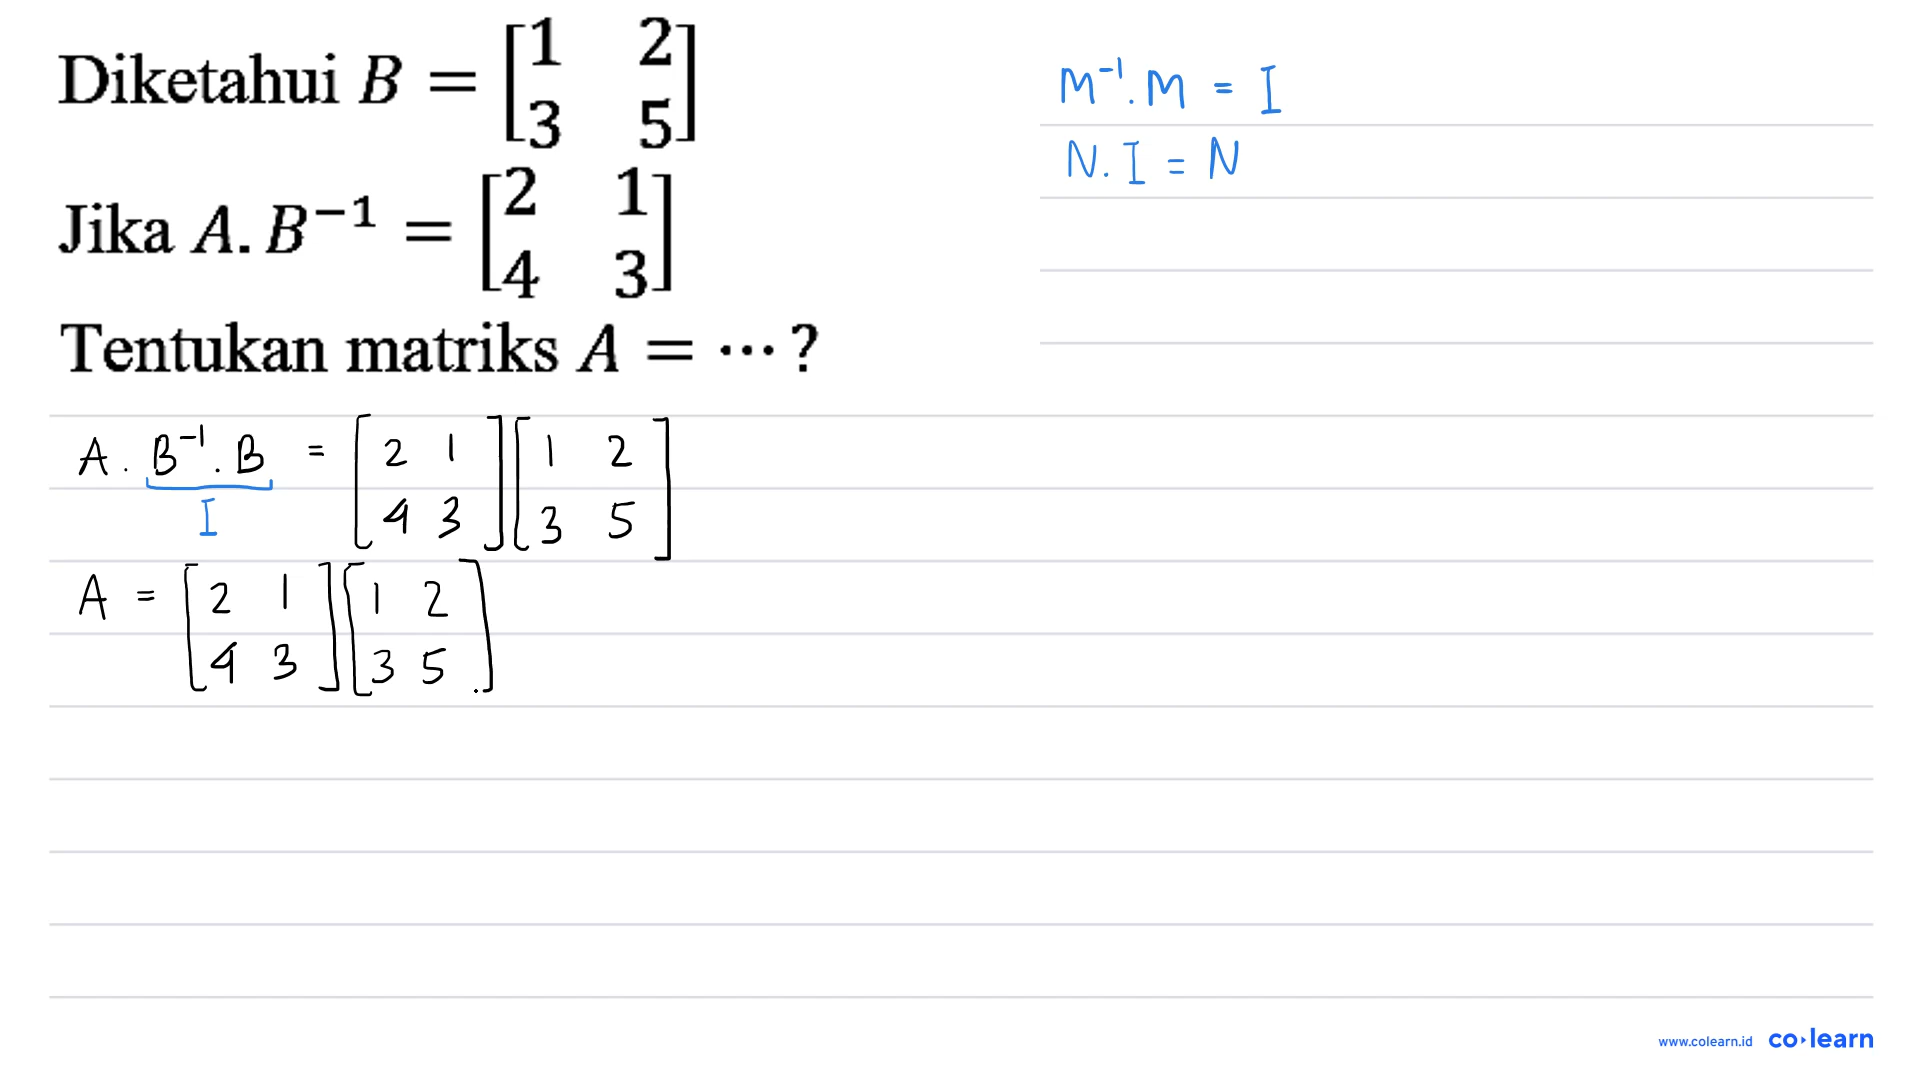 Diketahui B = [1 2
3 5]
Jika A. B⁻¹ = [2 1
4 3]
Tentukan matriks A = ⋯ ?
M⁻¹ . M = I
N . I = N
A . B⁻¹ . B = [2 1
4 3] [1 2
3 5]
I
A = [2 1
4 3] [1 2
3 5]
www.colearn.id co learn